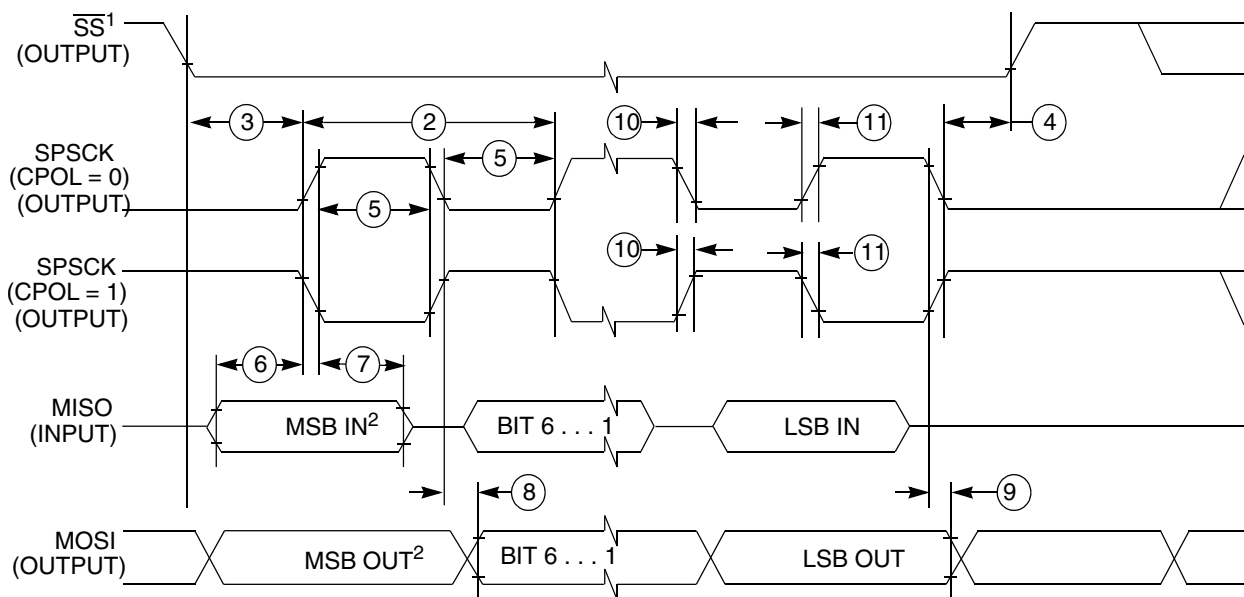 SS¹
(OUTPUT)
3
2
10
11
4
SPSCK
(CPOL = 0)
(OUTPUT)
5
5
SPSCK
(CPOL = 1)
(OUTPUT)
10
11
6
7
MISO
(INPUT)
MSB IN²
BIT 6 . . . 1
LSB IN
8
9
MOSI
(OUTPUT)
MSB OUT²
BIT 6 . . . 1
LSB OUT